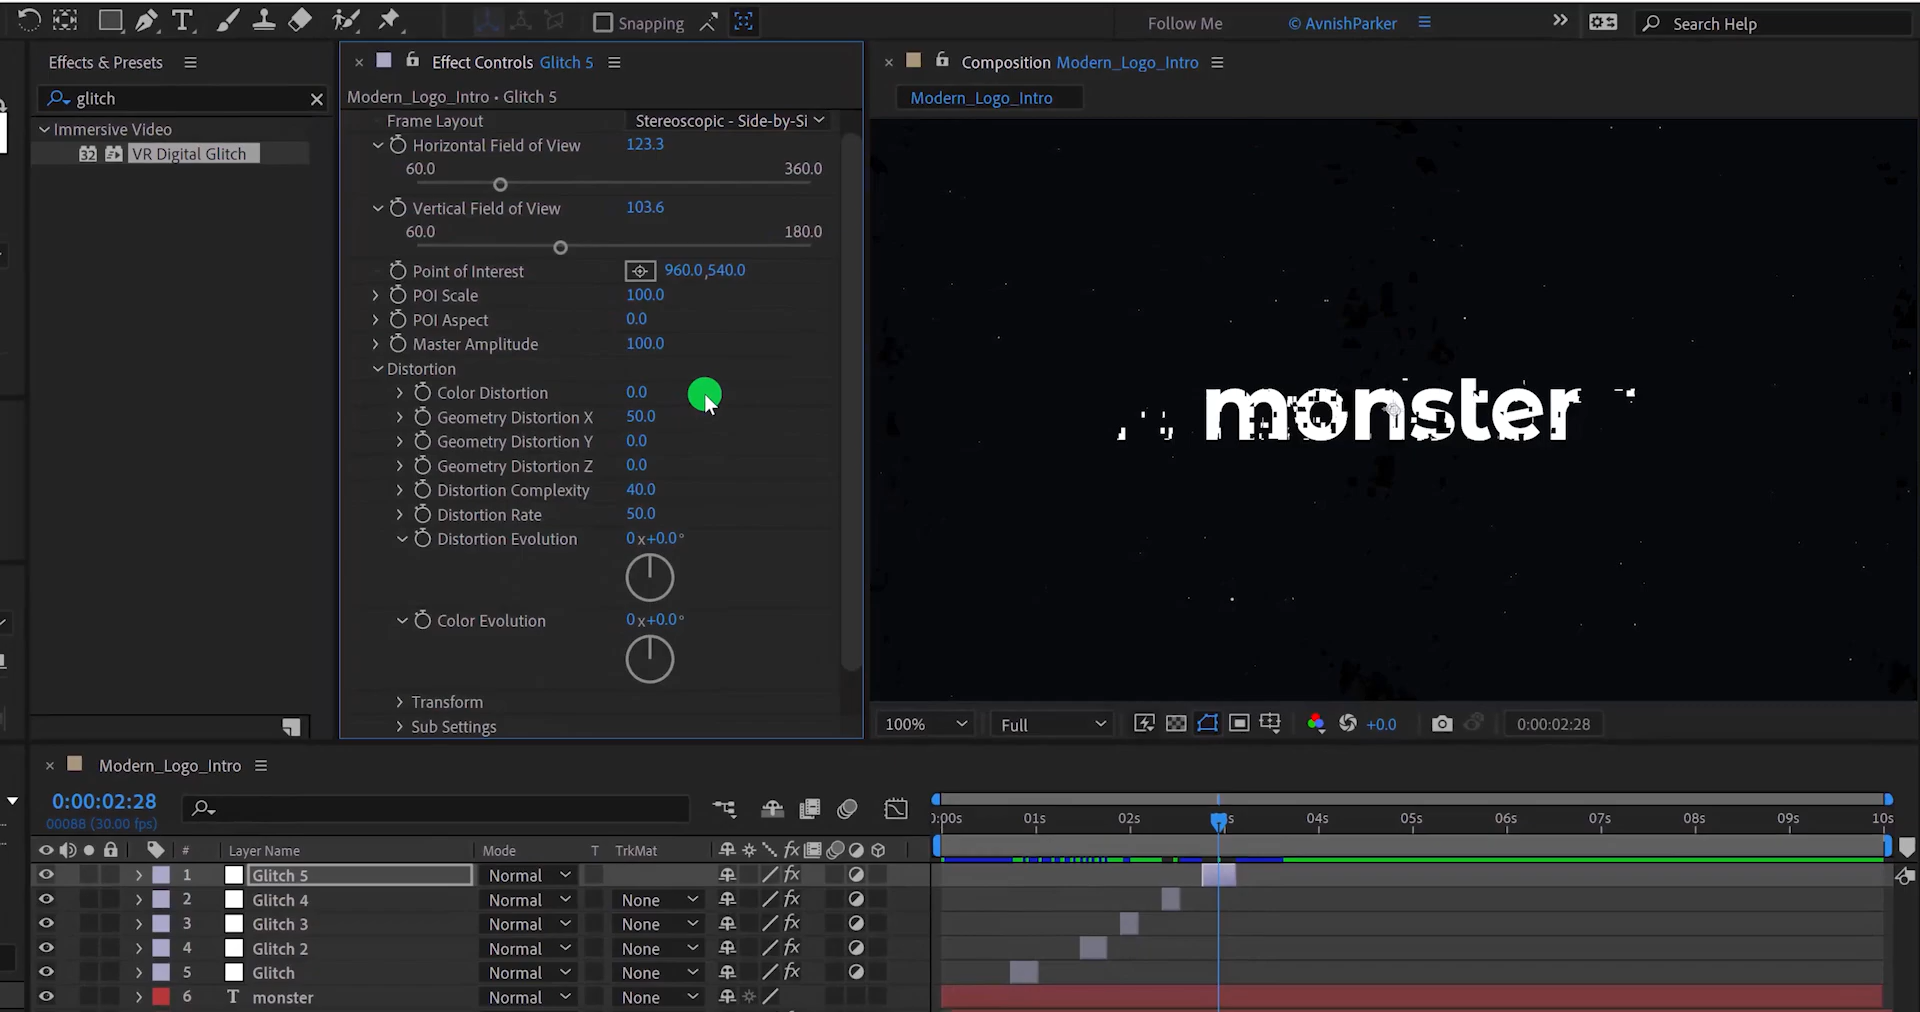 Snapping
Follow Me
© AvnishParker
Search Help
Effects & Presets
glitch
Immersive Video
32
VR Digital Glitch
Effect Controls Glitch 5
Modern_Logo_Intro • Glitch 5
Frame Layout
Stereoscopic - Side-by-Si
Horizontal Field of View
123.3
60.0
360.0
Vertical Field of View
103.6
60.0
180.0
Point of Interest
960.0,540.0
POI Scale
100.0
POI Aspect
0.0
Master Amplitude
100.0
Distortion
Color Distortion
0.0
Geometry Distortion X
50.0
Geometry Distortion Y
0.0
Geometry Distortion Z
0.0
Distortion Complexity
40.0
Distortion Rate
50.0
Distortion Evolution
0 x+0.0°
Color Evolution
0 x+0.0°
Transform
Sub Settings
Composition Modern_Logo_Intro
Modern_Logo_Intro
monster
100%
Full
+0.0
0:00:02:28
Modern_Logo_Intro
0:00:02:28
00088 (30.00 fps)
):00s 01s 02s 04s 05s 06s 07s 08s 09s 10s
# Layer Name Mode T TrkMat fx
1 Glitch 5 Normal fx
2 Glitch 4 Normal None fx
3 Glitch 3 Normal None fx
4 Glitch 2 Normal None fx
5 Glitch Normal None fx
6 T monster Normal None